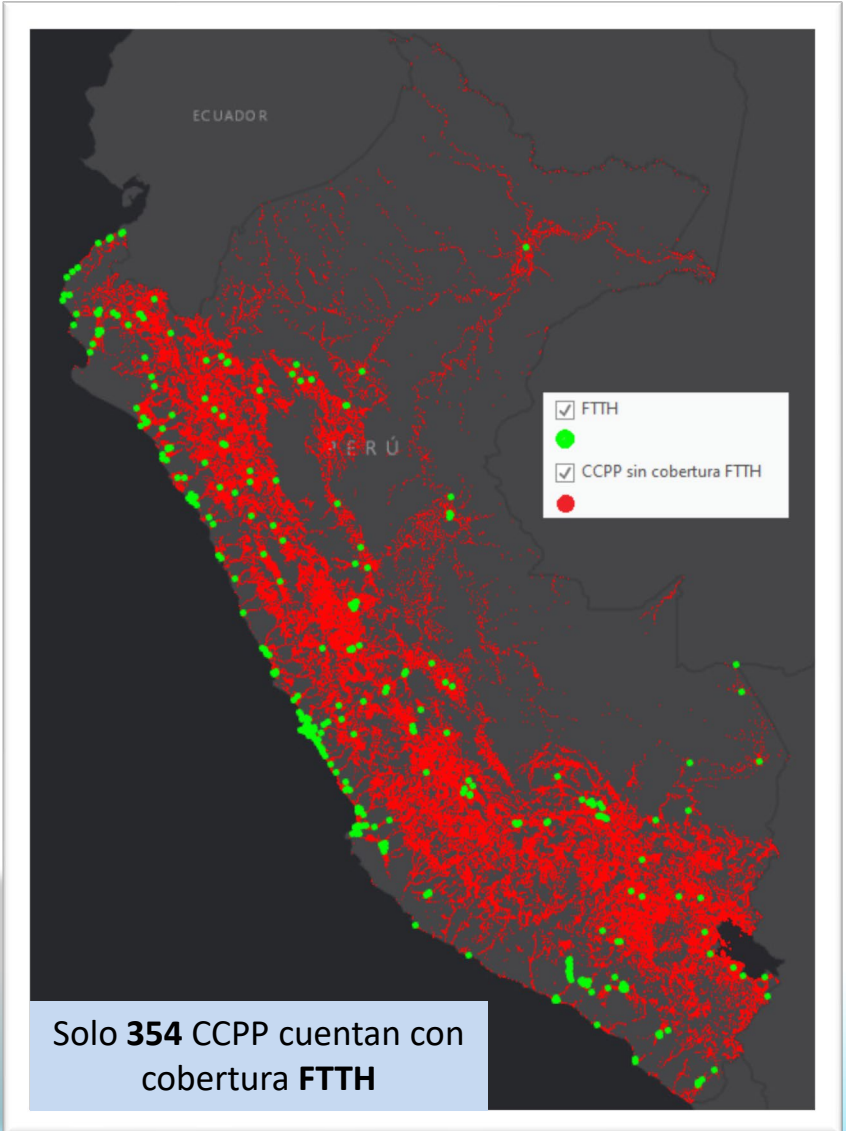 ECUADOR
FTTH
PERÚ
CCPP sin cobertura FTTH
Solo 354 CCPP cuentan con
cobertura FTTH